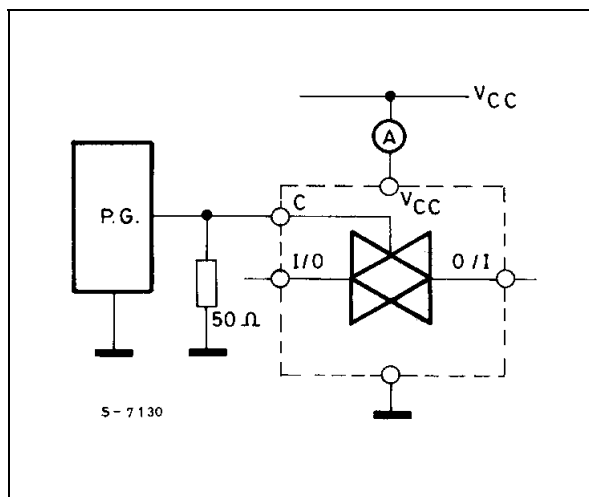 VCC
A
P.G.
C
VCC
I/O
O/I
50 Ω
S-7130